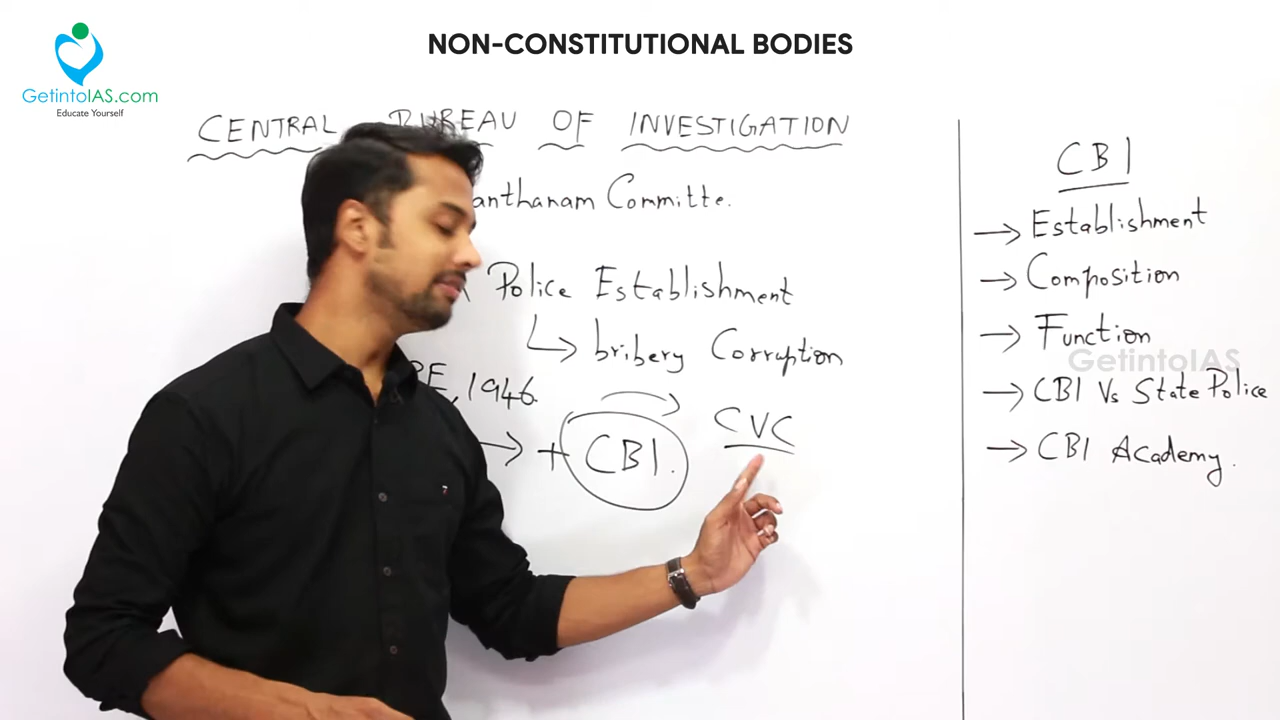 NON-CONSTITUTIONAL BODIES
GetintoIAS.com
Educate Yourself
CENTRAL BUREAU OF INVESTIGATION
anthanam Committe.
Police Establishment
bribery Corruption
1946.
+ CBI. CVC
CBI
Establishment
Composition
Function
GetintoIAS
CBI Vs State Police
CBI Academy.